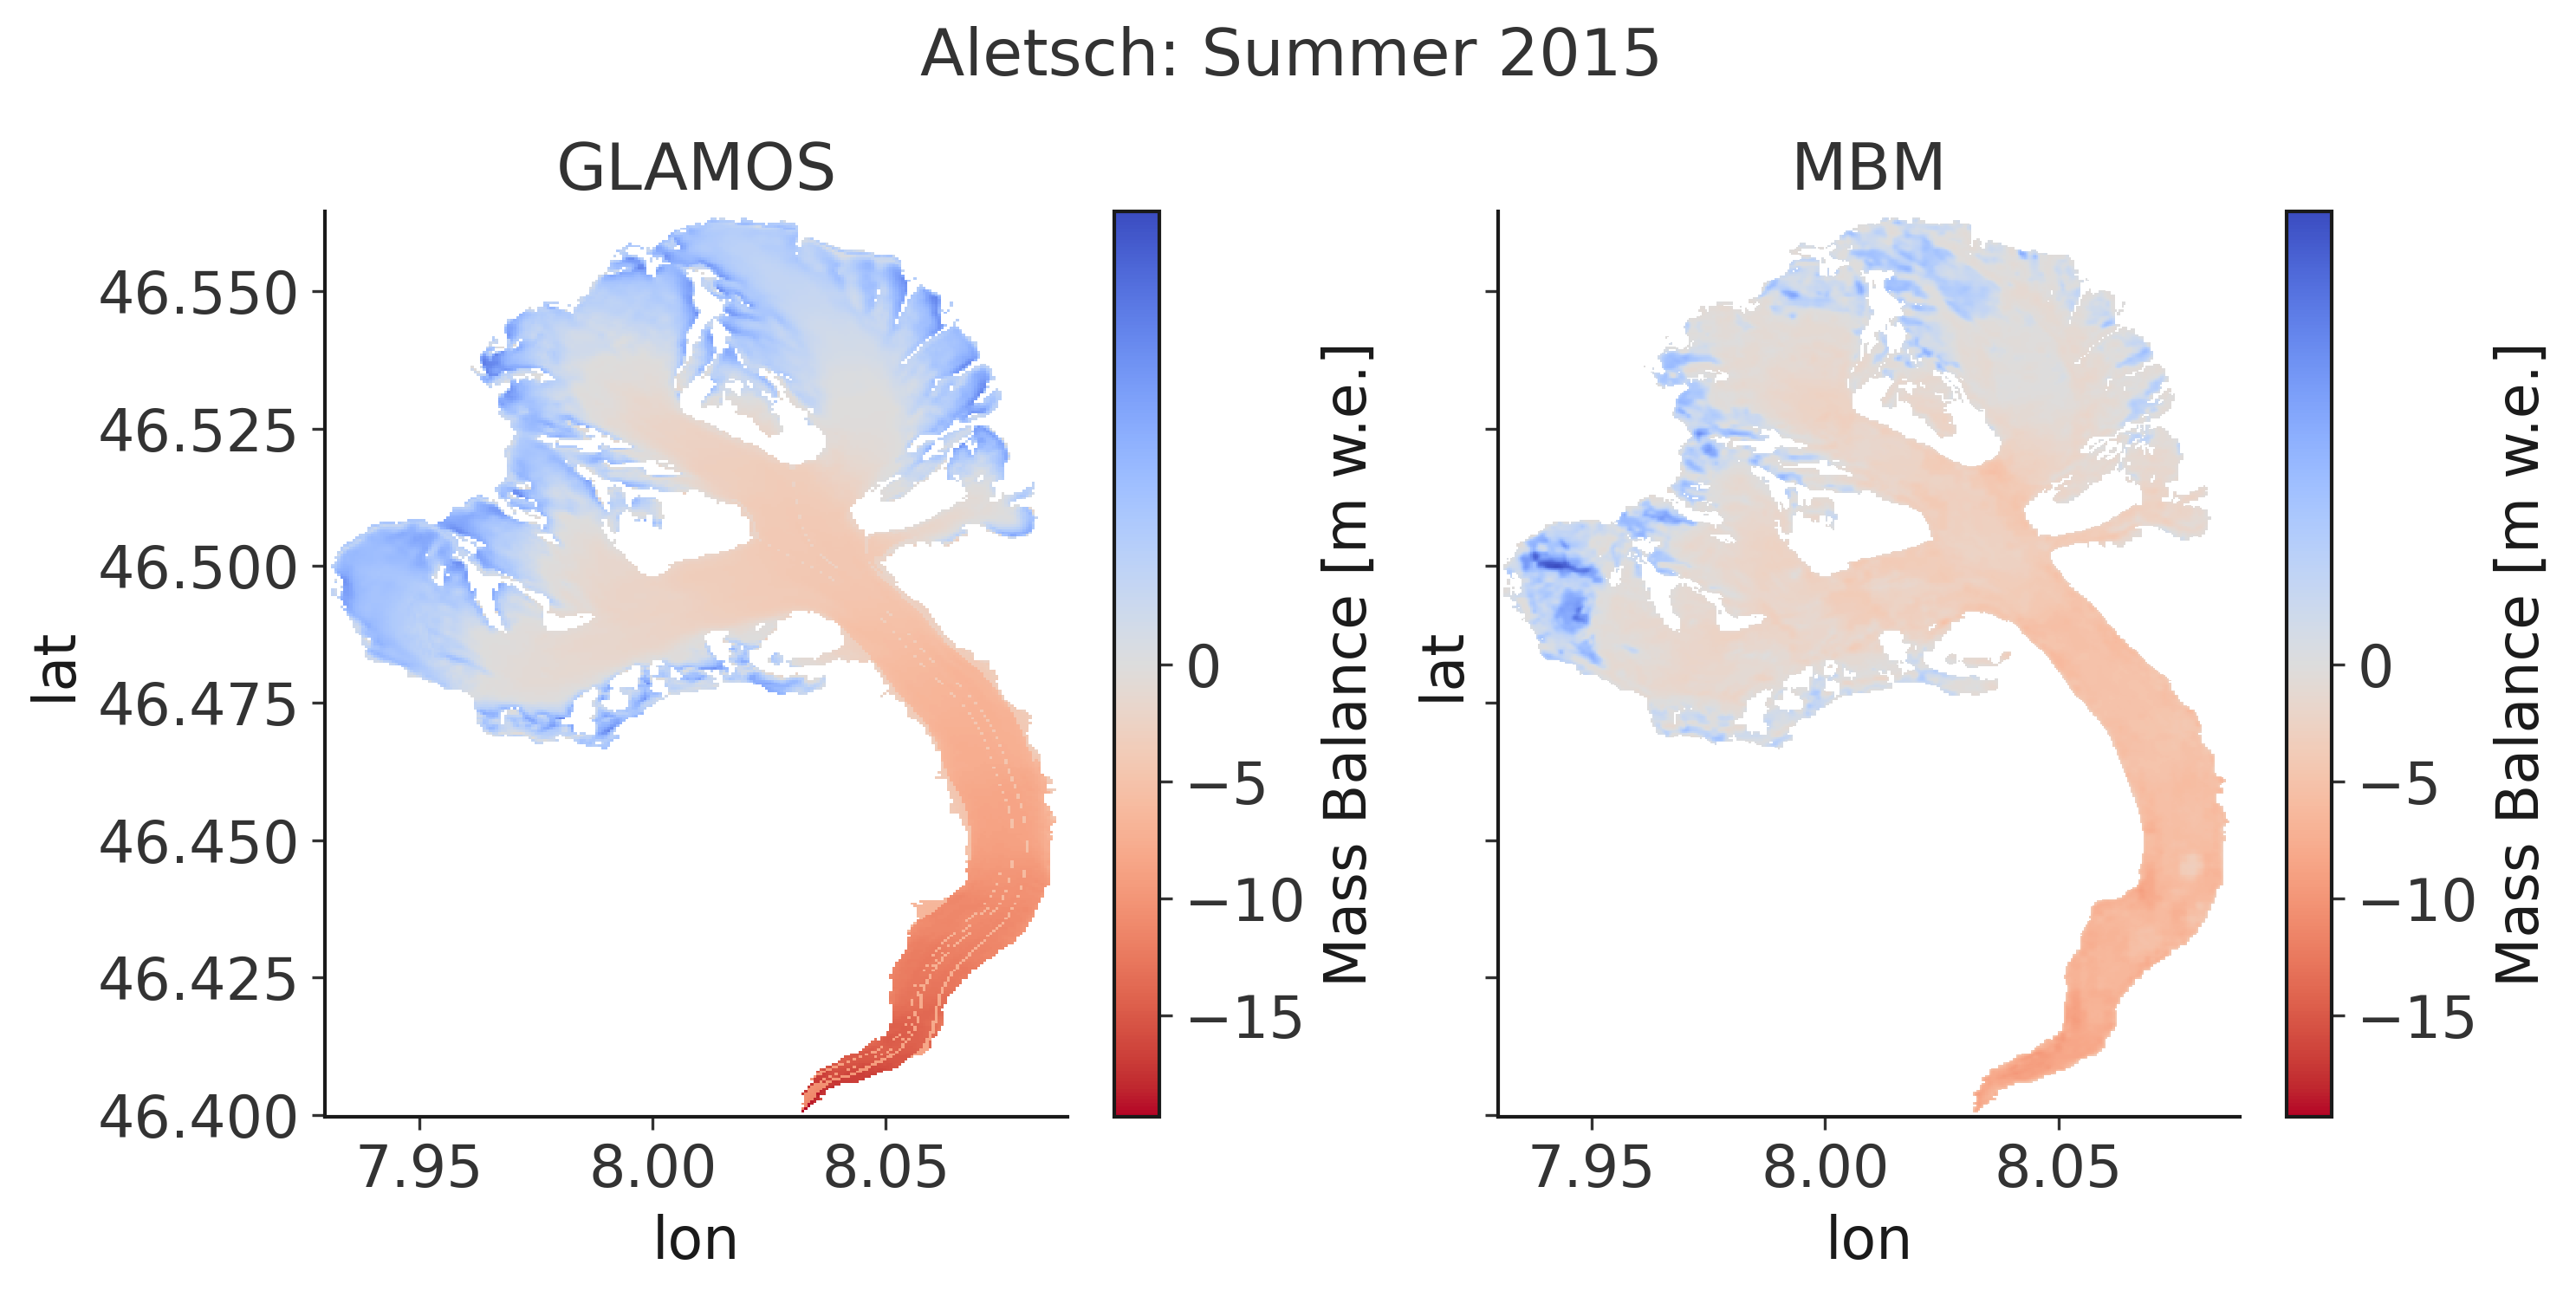 Aletsch: Summer 2015
GLAMOS
46.550
46.525
46.500
46.475
46.450
46.425
46.400
lat
7.95 8.00 8.05
lon
0
−5
−10
−15
Mass Balance [m w.e.]
MBM
lat
7.95 8.00 8.05
lon
0
−5
−10
−15
Mass Balance [m w.e.]